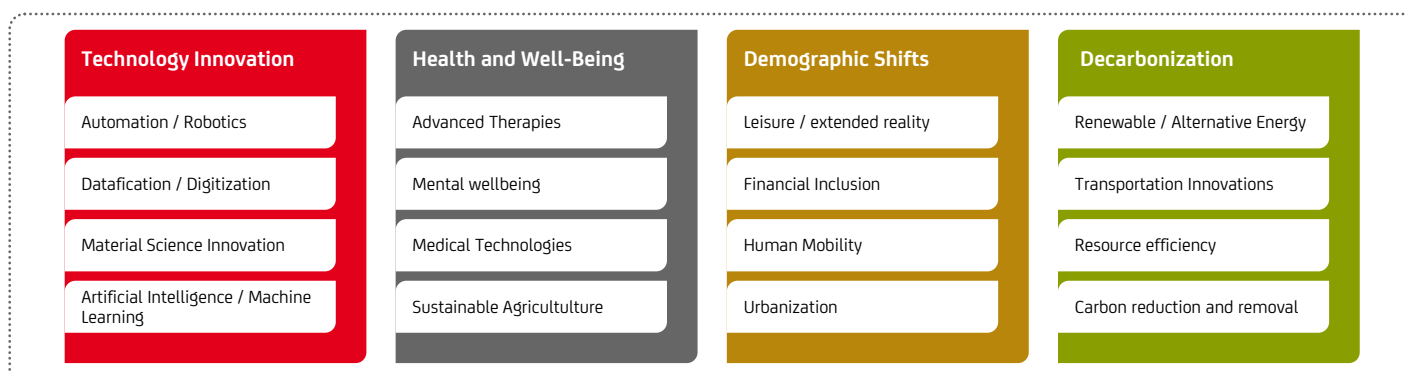 Technology Innovation
Automation / Robotics
Datafication / Digitization
Material Science Innovation
Artificial Intelligence / Machine
Learning
Health and Well-Being
Advanced Therapies
Mental wellbeing
Medical Technologies
Sustainable Agricultulture
Demographic Shifts
Leisure / extended reality
Financial Inclusion
Human Mobility
Urbanization
Decarbonization
Renewable / Alternative Energy
Transportation Innovations
Resource efficiency
Carbon reduction and removal